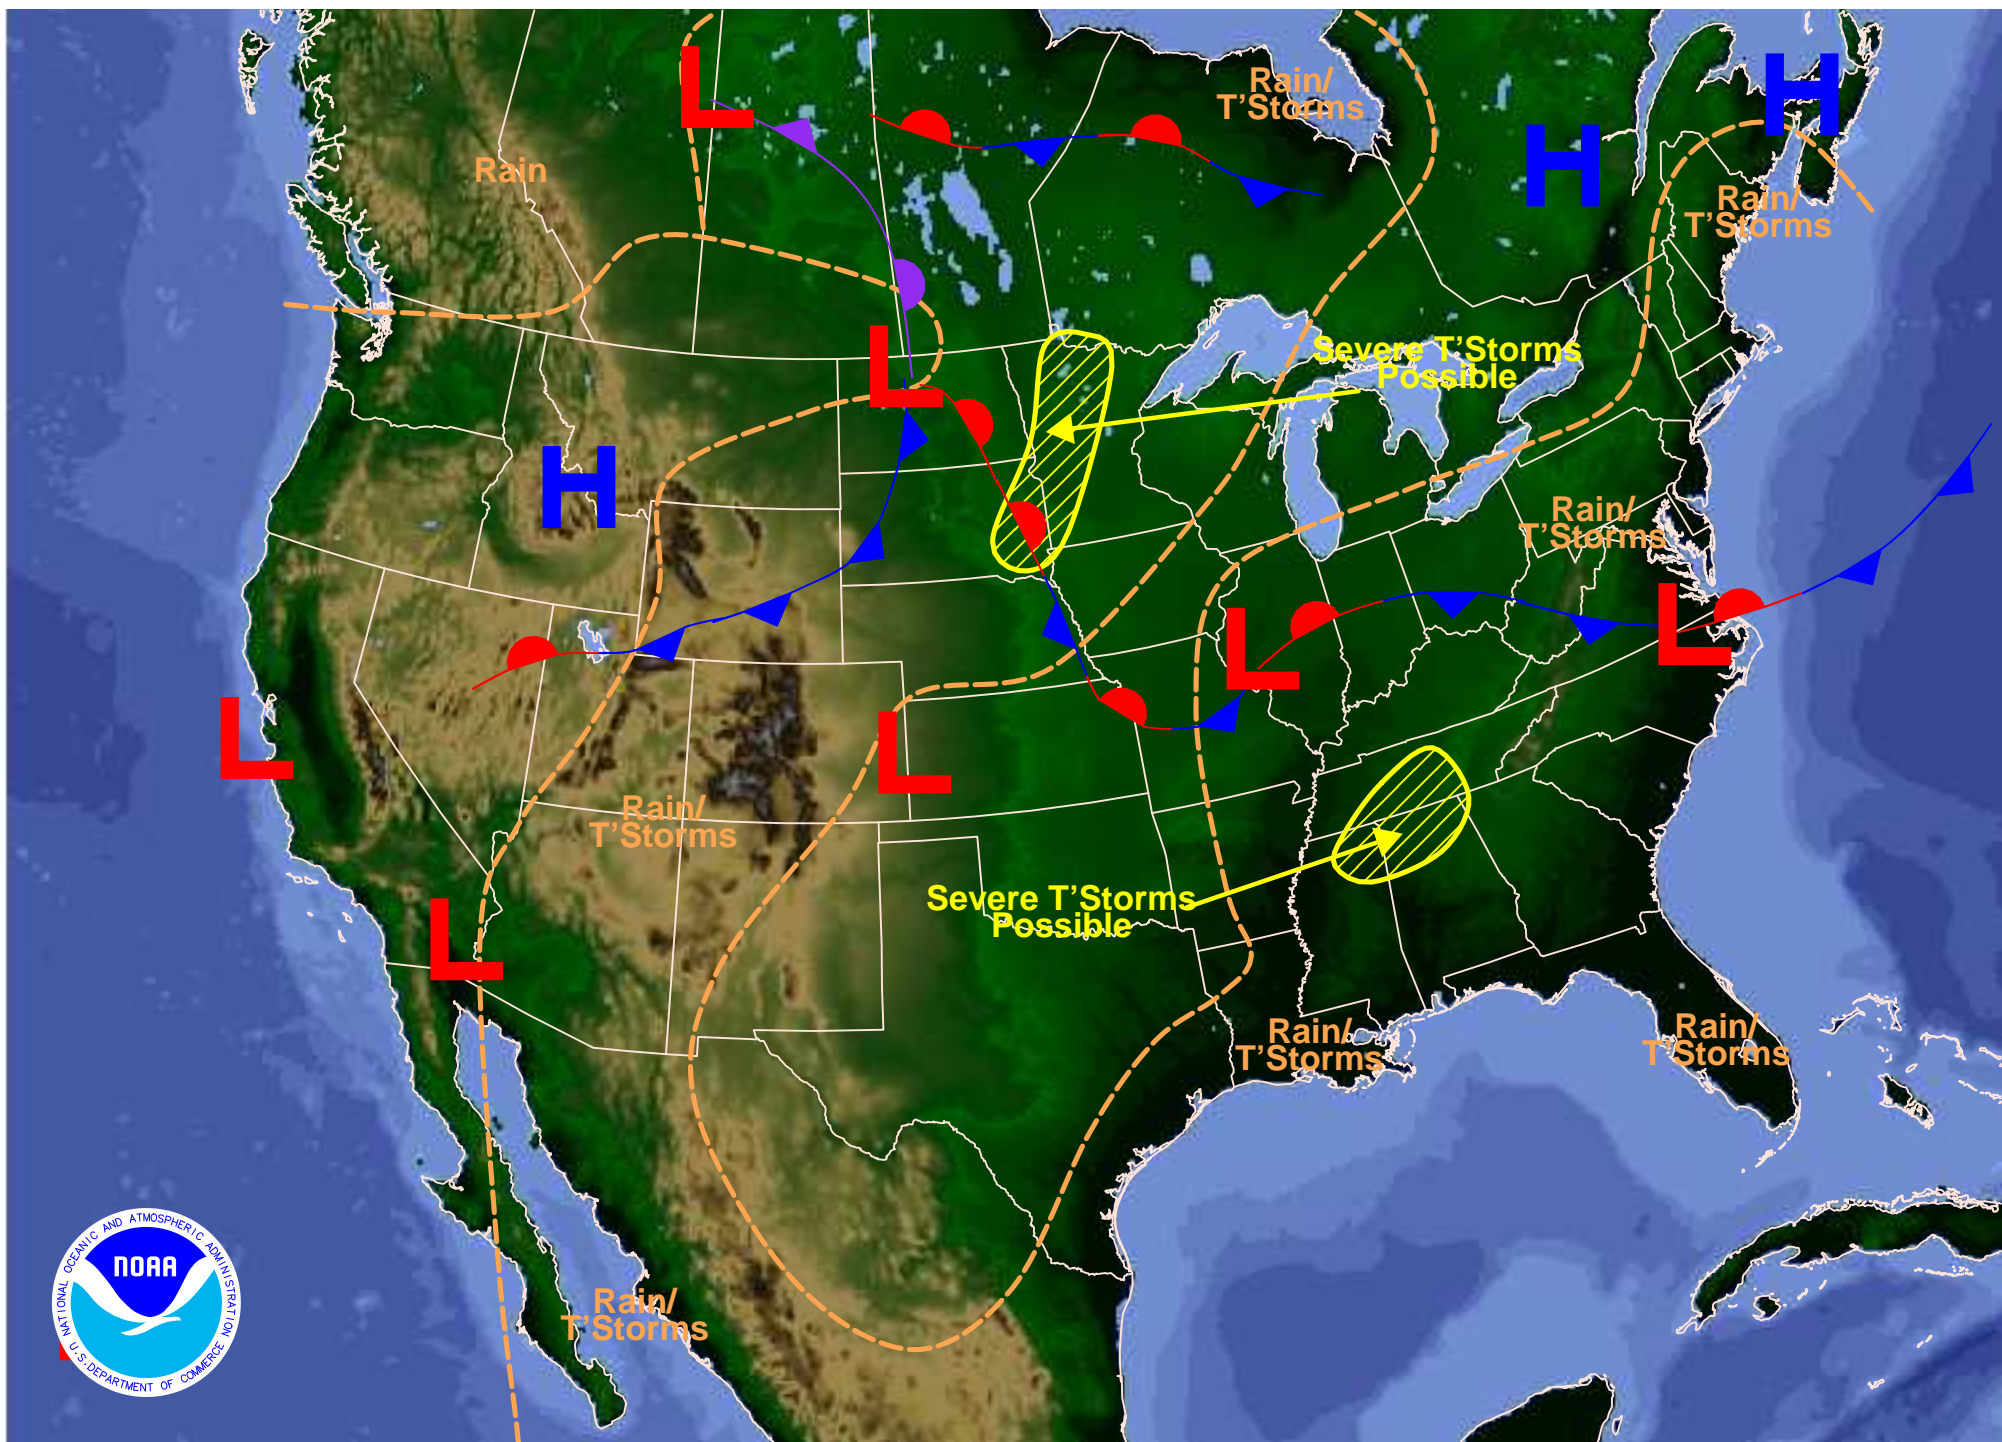 L
H
Rain/
T'Storms
H
Rain
Rain/
T'Storms
L
Severe T'Storms
Possible
H
Rain/
T'Storms
L
L
L
L
Rain/
T'Storms
Severe T'Storms
Possible
L
Rain/
T'Storms
Rain/
T'Storms
Rain/
T'Storms
NATIONAL OCEANIC AND ATMOSPHERIC ADMINISTRATION
NOAA
U.S. DEPARTMENT OF COMMERCE